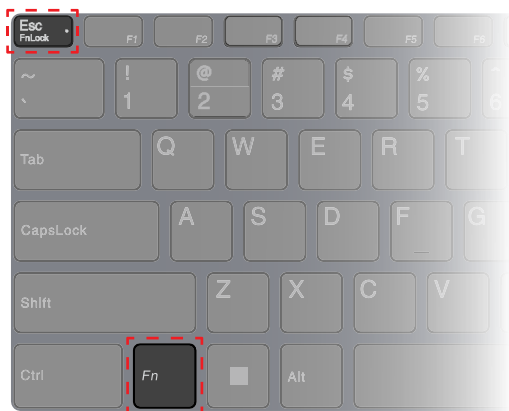 Esc
FnLock
F1 F2 F3 F4 F5 F6
~ ! @ # $ % ^
` 1 2 3 4 5 6
Tab Q W E R T
CapsLock A S D F G
Shift Z X C V
Ctrl Fn Alt